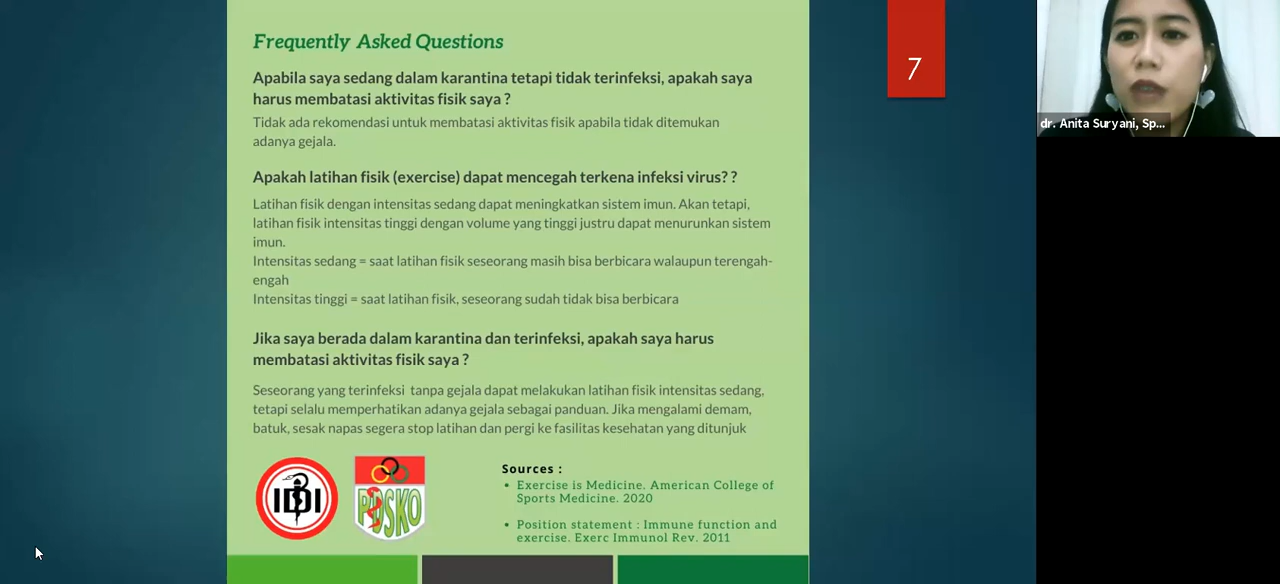 Frequently Asked Questions
7
Apabila saya sedang dalam karantina tetapi tidak terinfeksi, apakah saya
harus membatasi aktivitas fisik saya ?
Tidak ada rekomendasi untuk membatasi aktivitas fisik apabila tidak ditemukan
adanya gejala.
dr. Anita Suryani, Sp...
Apakah latihan fisik (exercise) dapat mencegah terkena infeksi virus? ?
Latihan fisik dengan intensitas sedang dapat meningkatkan sistem imun. Akan tetapi,
latihan fisik intensitas tinggi dengan volume yang tinggi justru dapat menurunkan sistem
imun.
Intensitas sedang = saat latihan fisik seseorang masih bisa berbicara walaupun terengah-
engah
Intensitas tinggi = saat latihan fisik, seseorang sudah tidak bisa berbicara
Jika saya berada dalam karantina dan terinfeksi, apakah saya harus
membatasi aktivitas fisik saya ?
Seseorang yang terinfeksi tanpa gejala dapat melakukan latihan fisik intensitas sedang,
tetapi selalu memperhatikan adanya gejala sebagai panduan. Jika mengalami demam,
batuk, sesak napas segera stop latihan dan pergi ke fasilitas kesehatan yang ditunjuk
IDI
PDSKO
Sources :
• Exercise is Medicine. American College of
Sports Medicine. 2020
• Position statement : Immune function and
exercise. Exerc Immunol Rev. 2011